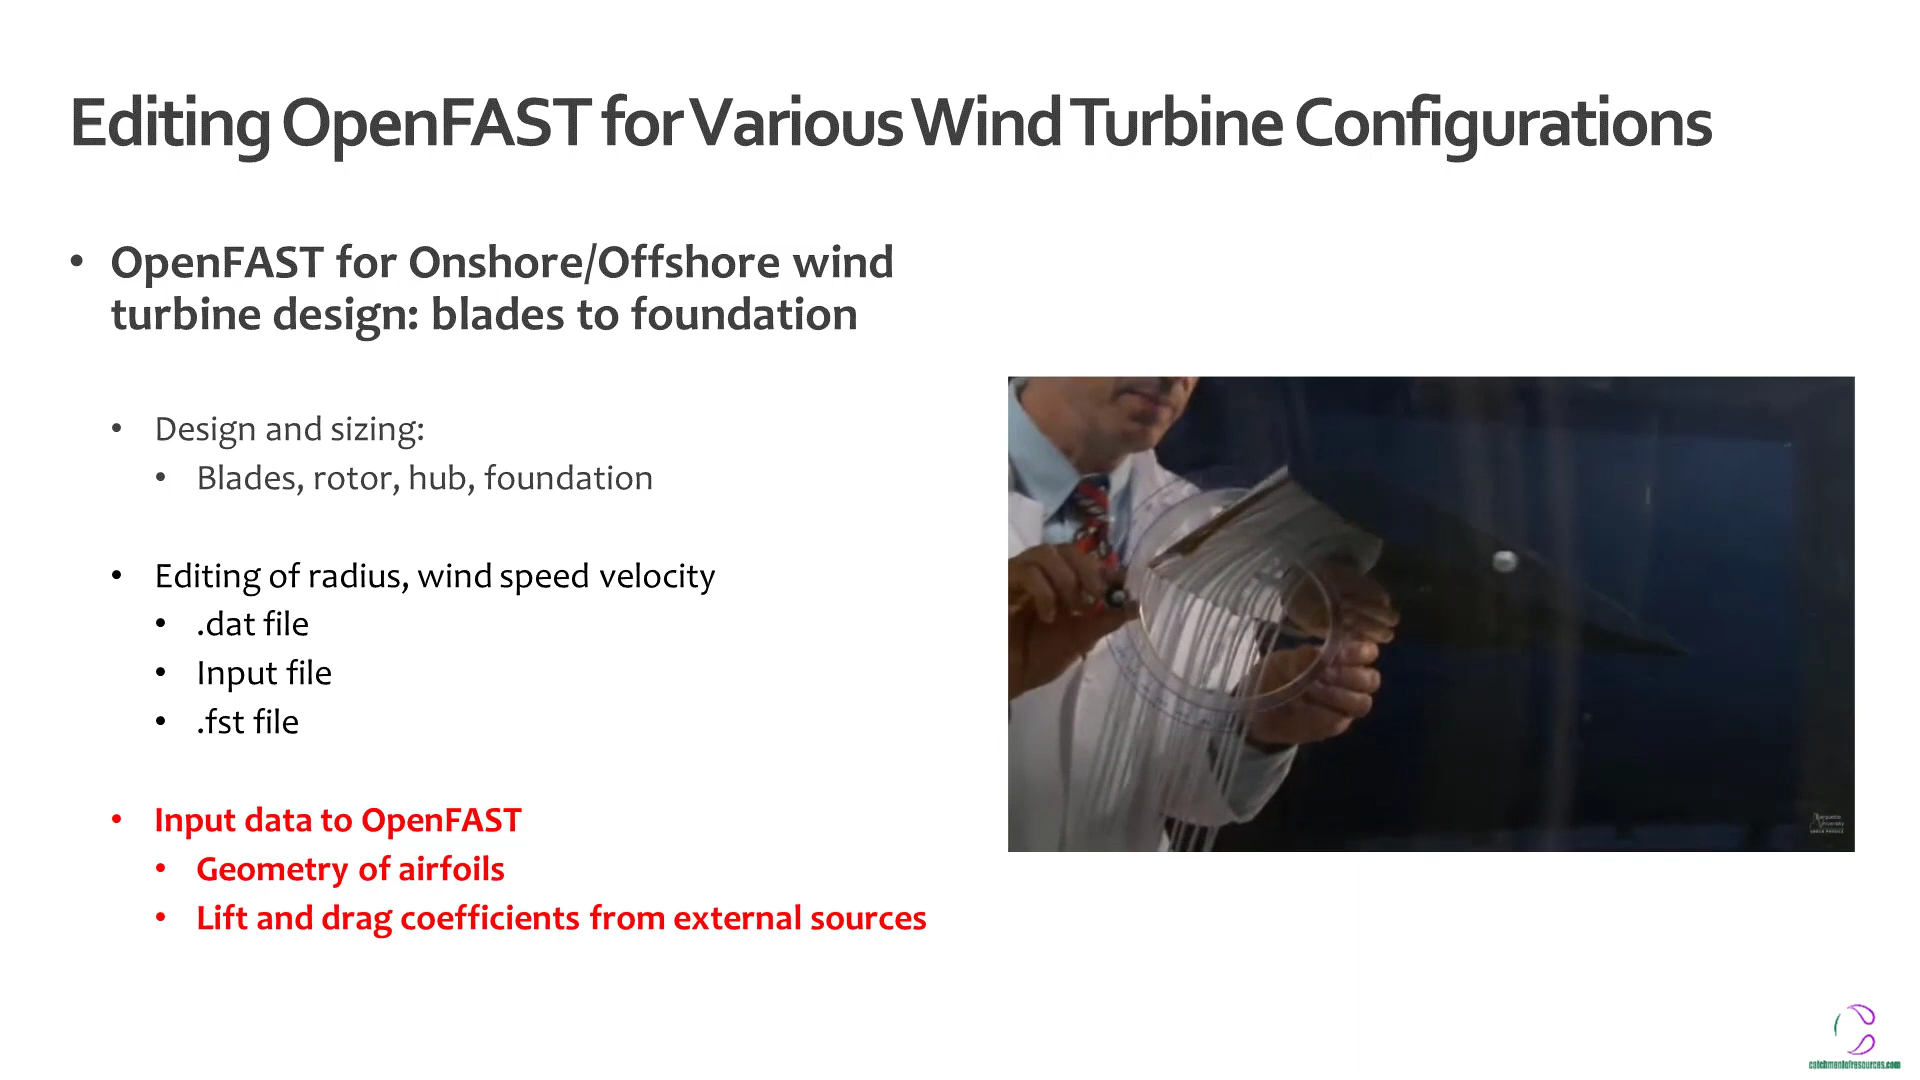 Editing OpenFAST for Various Wind Turbine Configurations
• OpenFAST for Onshore/Offshore wind
turbine design: blades to foundation
• Design and sizing:
• Blades, rotor, hub, foundation
• Editing of radius, wind speed velocity
• .dat file
• Input file
• .fst file
• Input data to OpenFAST
• Geometry of airfoils
• Lift and drag coefficients from external sources
catchmentofresources.com